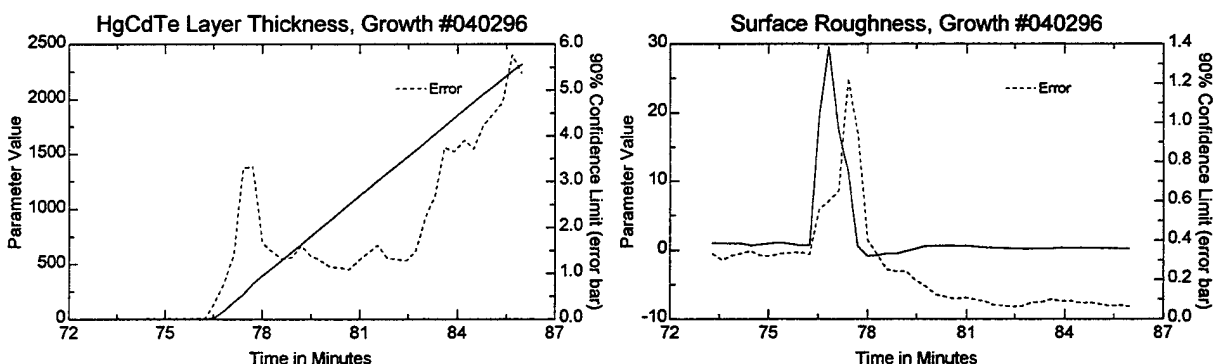 HgCdTe Layer Thickness, Growth #040296
2500
2000
1500
1000
500
0
Parameter Value
6.0
5.0
4.0
3.0
2.0
1.0
0.0
90% Confidence Limit (error bar)
Error
72 75 78 81 84 87
Time in Minutes
Surface Roughness, Growth #040296
30
20
10
0
-10
Parameter Value
1.4
1.2
1.0
0.8
0.6
0.4
0.2
0.0
90% Confidence Limit (error bar)
Error
72 75 78 81 84 87
Time in Minutes